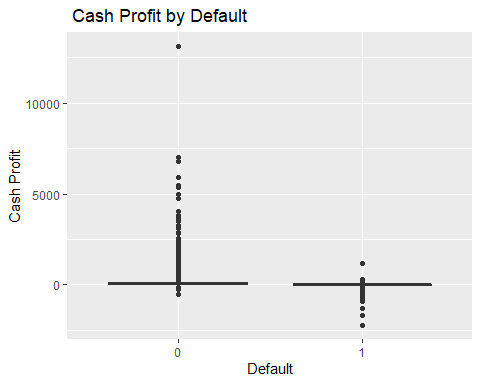 Cash Profit by Default
Cash Profit
10000
5000
0
0
1
Default